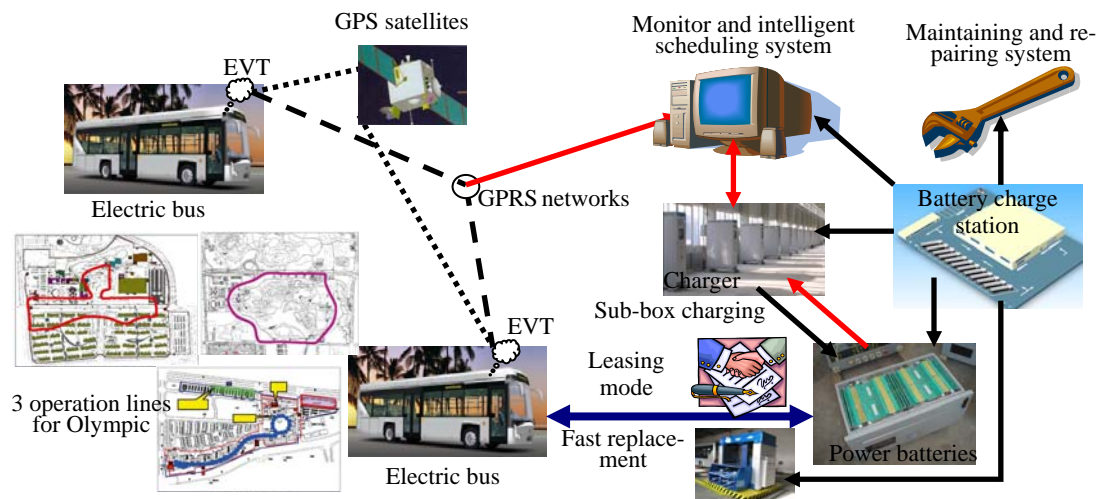 GPS satellites
EVT
Electric bus
GPRS networks
Monitor and intelligent
scheduling system
Maintaining and re-
pairing system
Battery charge
station
Charger
Sub-box charging
3 operation lines
for Olympic
EVT
Electric bus
Leasing
mode
Fast replace-
ment
Power batteries